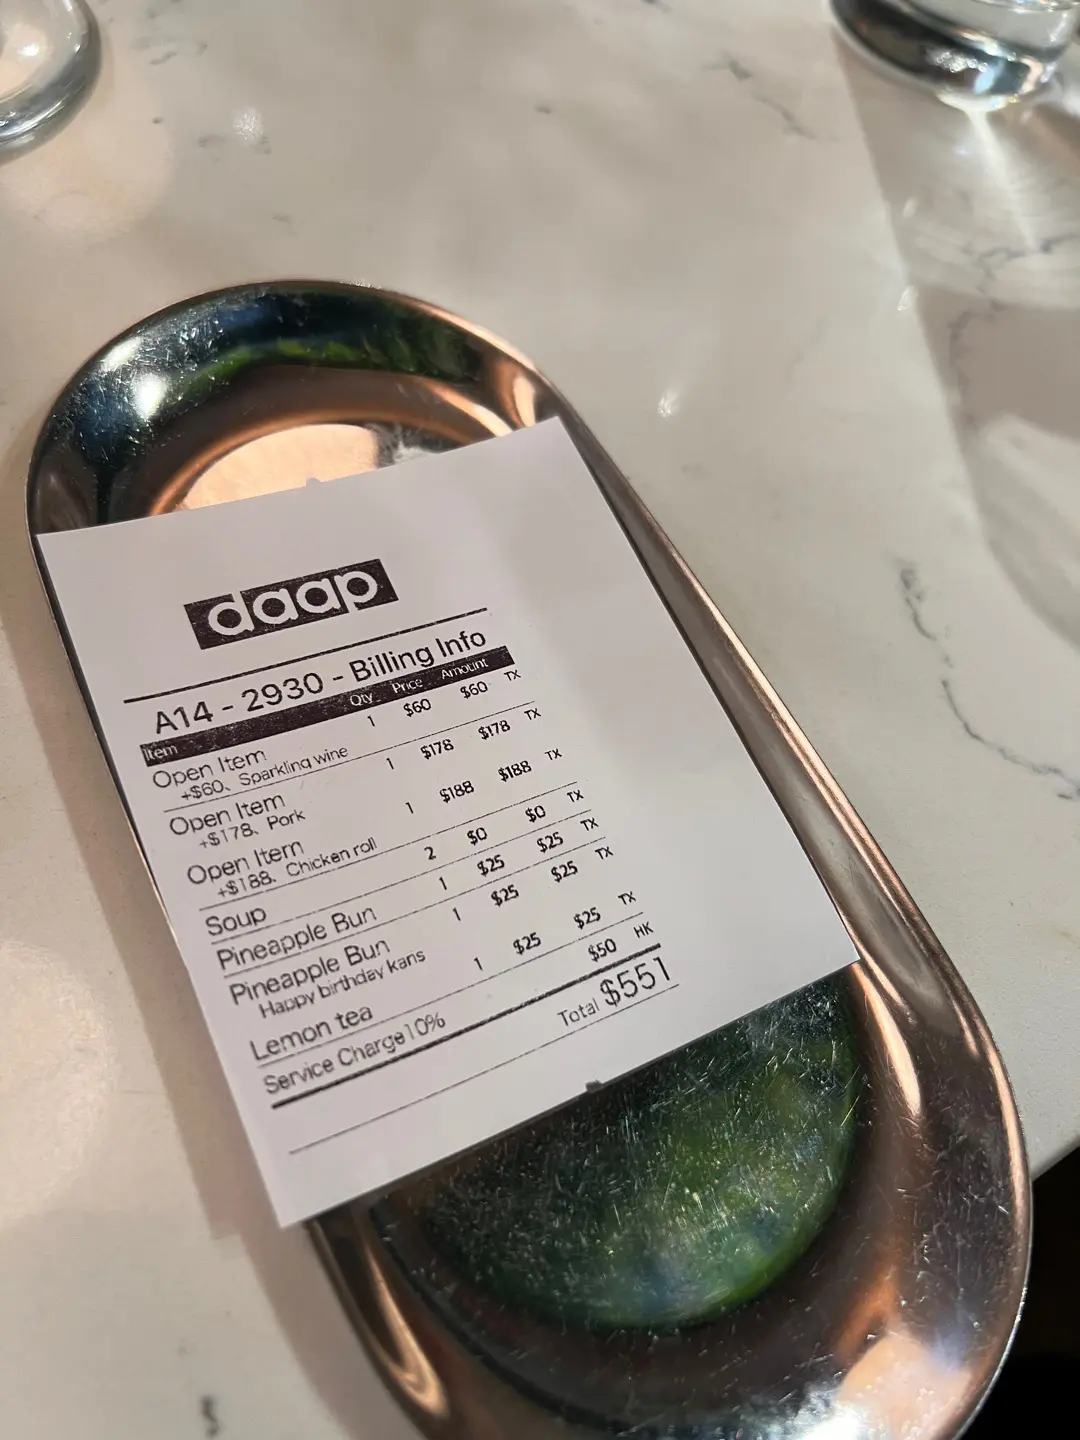 daap
A14 - 2930 - Billing Info
Item Qty Price Amount
Open Item 1 $60 $60 TX
+$60、Sparkling wine
Open Item 1 $178 $178 TX
+$178、Pork
Open Item 1 $188 $188 TX
+$188、Chicken roll
Soup 2 $0 $0 TX
Pineapple Bun 1 $25 $25 TX
Pineapple Bun 1 $25 $25 TX
Happy birthday kans
Lemon tea 1 $25 $25 TX
Service Charge10% $50 HK
Total $551